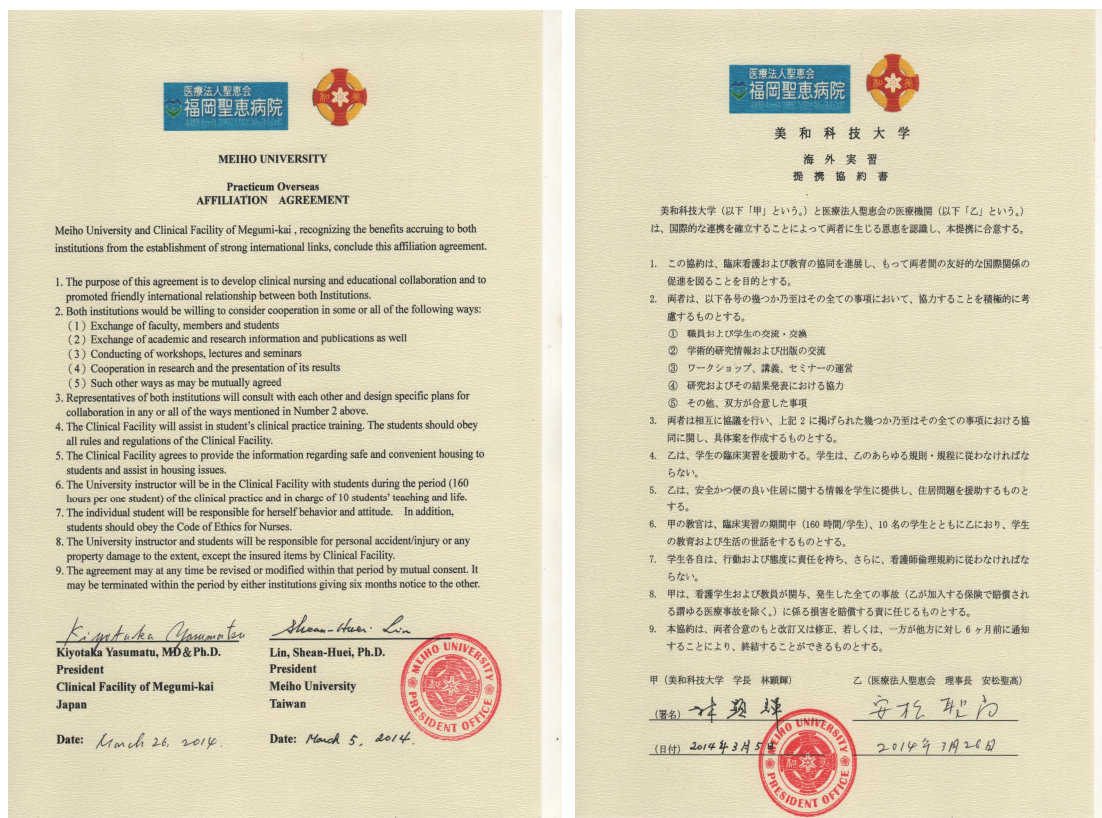 医療法人聖恵会
福岡聖恵病院
美和
MEIHO UNIVERSITY
Practicum Overseas
AFFILIATION AGREEMENT
Meiho University and Clinical Facility of Megumi-kai , recognizing the benefits accruing to both
institutions from the establishment of strong international links, conclude this affiliation agreement.
1. The purpose of this agreement is to develop clinical nursing and educational collaboration and to
promoted friendly international relationship between both Institutions.
2. Both institutions would be willing to consider cooperation in some or all of the following ways:
(1) Exchange of faculty, members and students
(2) Exchange of academic and research information and publications as well
(3) Conducting of workshops, lectures and seminars
(4) Cooperation in research and the presentation of its results
(5) Such other ways as may be mutually agreed
3. Representatives of both institutions will consult with each other and design specific plans for
collaboration in any or all of the ways mentioned in Number 2 above.
4. The Clinical Facility will assist in student's clinical practice training. The students should obey
all rules and regulations of the Clinical Facility.
5. The Clinical Facility agrees to provide the information regarding safe and convenient housing to
students and assist in housing issues.
6. The University instructor will be in the Clinical Facility with students during the period (160
hours per one student) of the clinical practice and in charge of 10 students' teaching and life.
7. The individual student will be responsible for herself behavior and attitude. In addition,
students should obey the Code of Ethics for Nurses.
8. The University instructor and students will be responsible for personal accident/injury or any
property damage to the extent, except the insured items by Clinical Facility.
9. The agreement may at any time be revised or modified within that period by mutual consent. It
may be terminated within the period by either institutions giving six months notice to the other.
Kiyotaka Yasumatsu
Kiyotaka Yasumatu, MD&Ph.D.
President
Clinical Facility of Megumi-kai
Japan
Date: March 26, 2014.
Shean-Huei Lin
Lin, Shean-Huei, Ph.D.
President
Meiho University
Taiwan
Date: March 5, 2014.
MEIHO UNIVERSITY
PRESIDENT OFFICE
医療法人聖恵会
福岡聖恵病院
美和
美和科技大学
海外実習
提携協約書
美和科技大学（以下「甲」という。）と医療法人聖恵会の医療機関（以下「乙」という。）
は、国際的な連携を確立することによって両者に生じる恩恵を認識し、本提携に合意する。
1. この協約は、臨床看護および教育の協同を進展し、もって両者間の友好的な国際関係の
促進を図ることを目的とする。
2. 両者は、以下各号の幾つか乃至はその全ての事項において、協力することを積極的に考
慮するものとする。
① 職員および学生の交流・交換
② 学術的研究情報および出版の交流
③ ワークショップ、講義、セミナーの運営
④ 研究およびその結果発表における協力
⑤ その他、双方が合意した事項
3. 両者は相互に協議を行い、上記 2 に掲げられた幾つか乃至はその全ての事項における協
同に関し、具体案を作成するものとする。
4. 乙は、学生の臨床実習を援助する。学生は、乙のあらゆる規則・規程に従わなければな
らない。
5. 乙は、安全かつ便の良い住居に関する情報を学生に提供し、住居問題を援助するものと
する。
6. 甲の教官は、臨床実習の期間中（160 時間/学生）、10 名の学生とともに乙におり、学生
の教育および生活の世話をするものとする。
7. 学生各自は、行動および態度に責任を持ち、さらに、看護師倫理規約に従わなければな
らない。
8. 甲は、看護学生および教員が関与、発生した全ての事故（乙が加入する保険で賠償され
る謂ゆる医療事故を除く。）に係る損害を賠償する責に任じるものとする。
9. 本協約は、両者合意のもと改訂又は修正、若しくは、一方が他方に対し 6 ヶ月前に通知
することにより、終結することができるものとする。
甲（美和科技大学 学長 林顕輝） 乙（医療法人聖恵会 理事長 安松聖高）
（署名） 林顕輝 安松聖高
（日付） 2014年3月5日 2014年3月26日
MEIHO UNIVERSITY
美和
PRESIDENT OFFICE